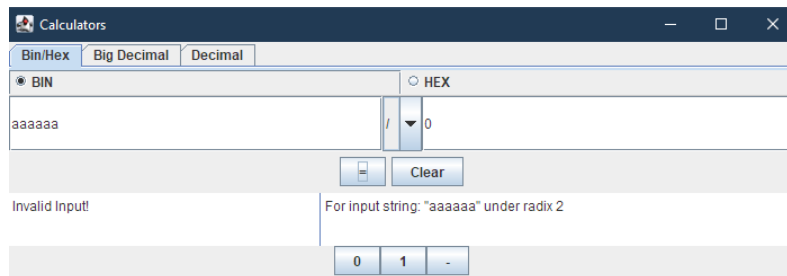 Calculators
Bin/Hex Big Decimal Decimal
BIN HEX
aaaaaa / 0
= Clear
Invalid Input! For input string: "aaaaaa" under radix 2
0 1 -